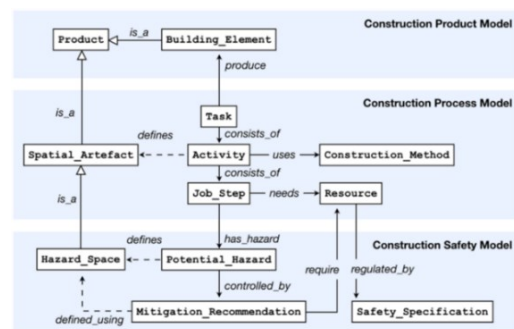 Construction Product Model
Product
is_a
Building_Element
produce
Construction Process Model
Task
is_a
defines
consists_of
Spatial_Artefact
Activity
uses
Construction_Method
consists_of
is_a
Job_Step
needs
Resource
Construction Safety Model
defines
has_hazard
Hazard_Space
Potential_Hazard
require
regulated_by
controlled_by
defined_using
Mitigation_Recommendation
Safety_Specification